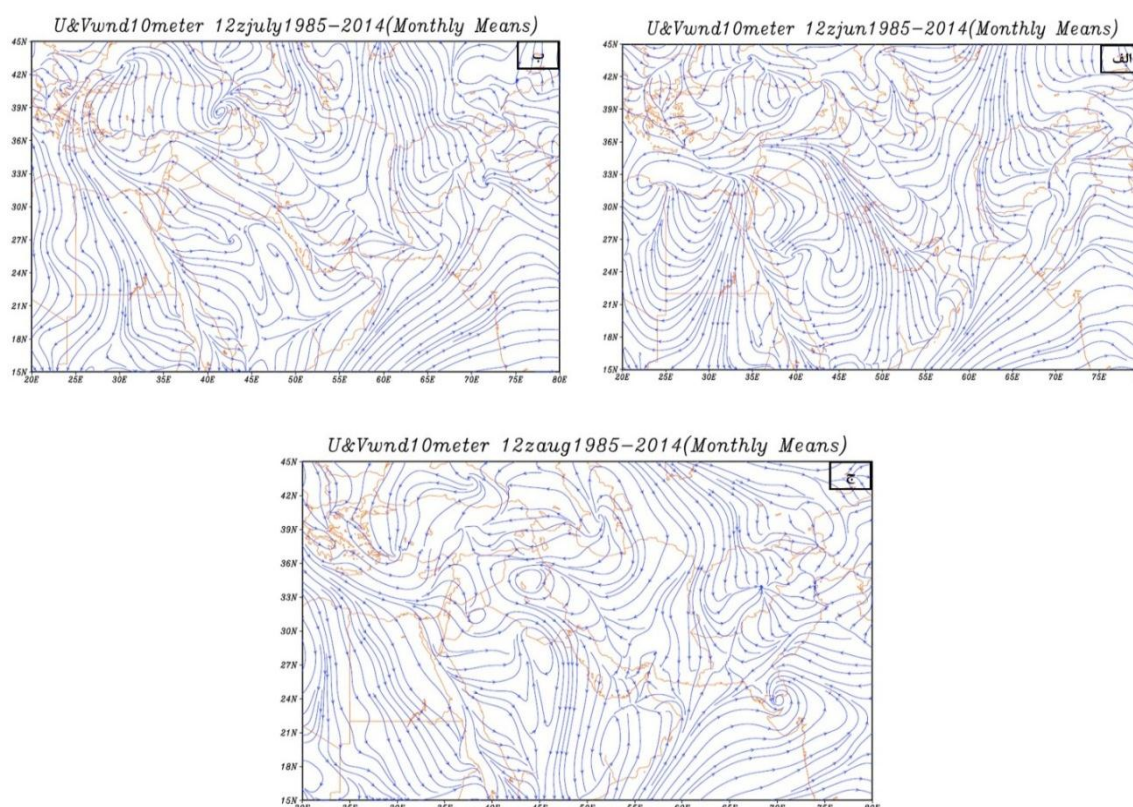 U&Vwnd10meter 12zjuly1985-2014(Monthly Means)
ب
45N
42N
39N
36N
33N
30N
27N
24N
21N
18N
15N
20E 25E 30E 35E 40E 45E 50E 55E 60E 65E 70E 75E 80E
U&Vwnd10meter 12zjun1985-2014(Monthly Means)
الف
45N
42N
39N
36N
33N
30N
27N
24N
21N
18N
15N
20E 25E 30E 35E 40E 45E 50E 55E 60E 65E 70E 75E
U&Vwnd10meter 12zaug1985-2014(Monthly Means)
ج
45N
42N
39N
36N
33N
30N
27N
24N
21N
18N
15N